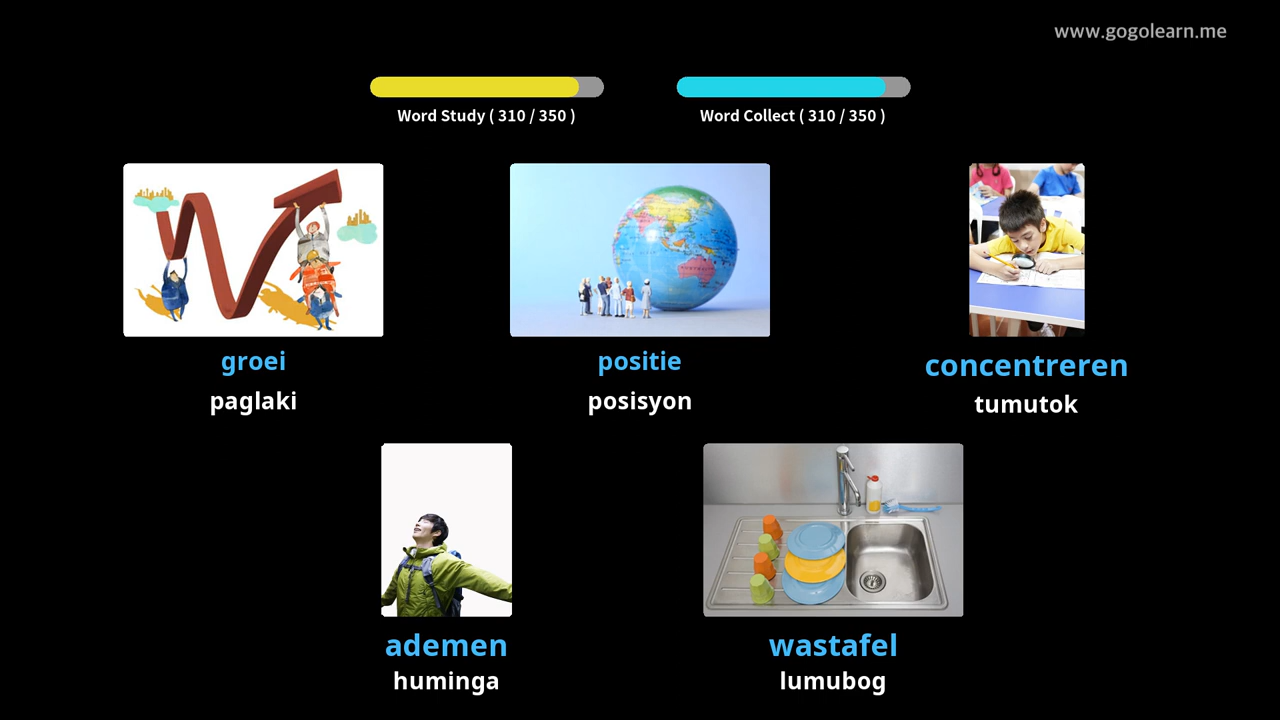 www.gogolearn.me
Word Study ( 310 / 350 )
Word Collect ( 310 / 350 )
groei
paglaki
positie
posisyon
concentreren
tumutok
ademen
huminga
wastafel
lumubog